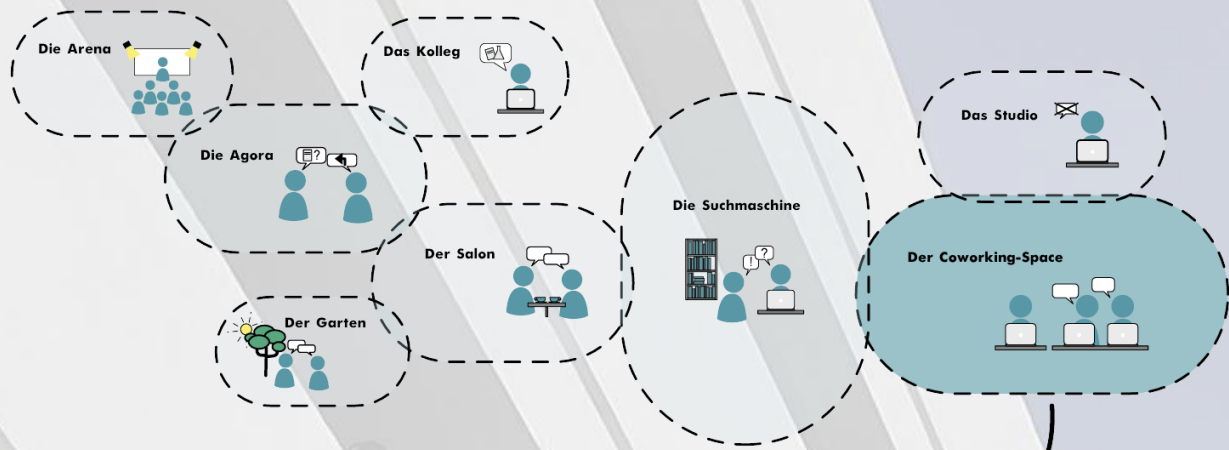 Die Arena
Das Kolleg
Das Studio
Die Agora
? 
Die Suchmaschine
Der Salon
? 
!
Der Coworking-Space
Der Garten